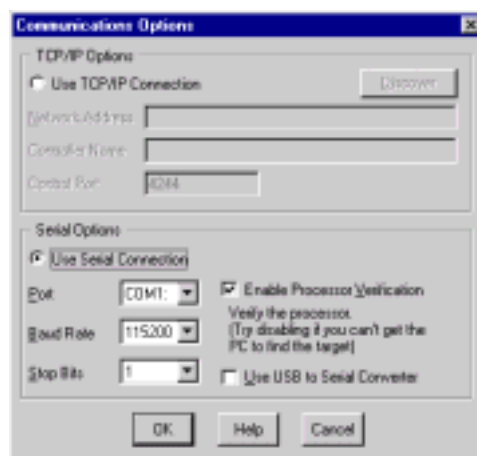 Communications Options
TCP/IP Options
Use TCP/IP Connection
Discover
Network Address
Controller Name
Control Port
4244
Serial Options
Use Serial Connection
Port
COM1:
Enable Processor Verification
Verify the processor.
(Try disabling if you can't get the
PC to find the target)
Baud Rate
115200
Stop Bits
1
Use USB to Serial Converter
OK
Help
Cancel